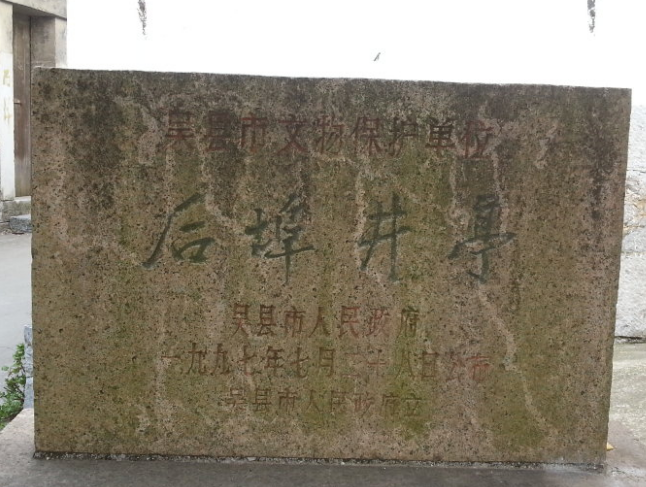 吴县市文物保护单位
后埠井亭
吴县市人民政府
一九九七年七月二十八日公布
吴县市人民政府立